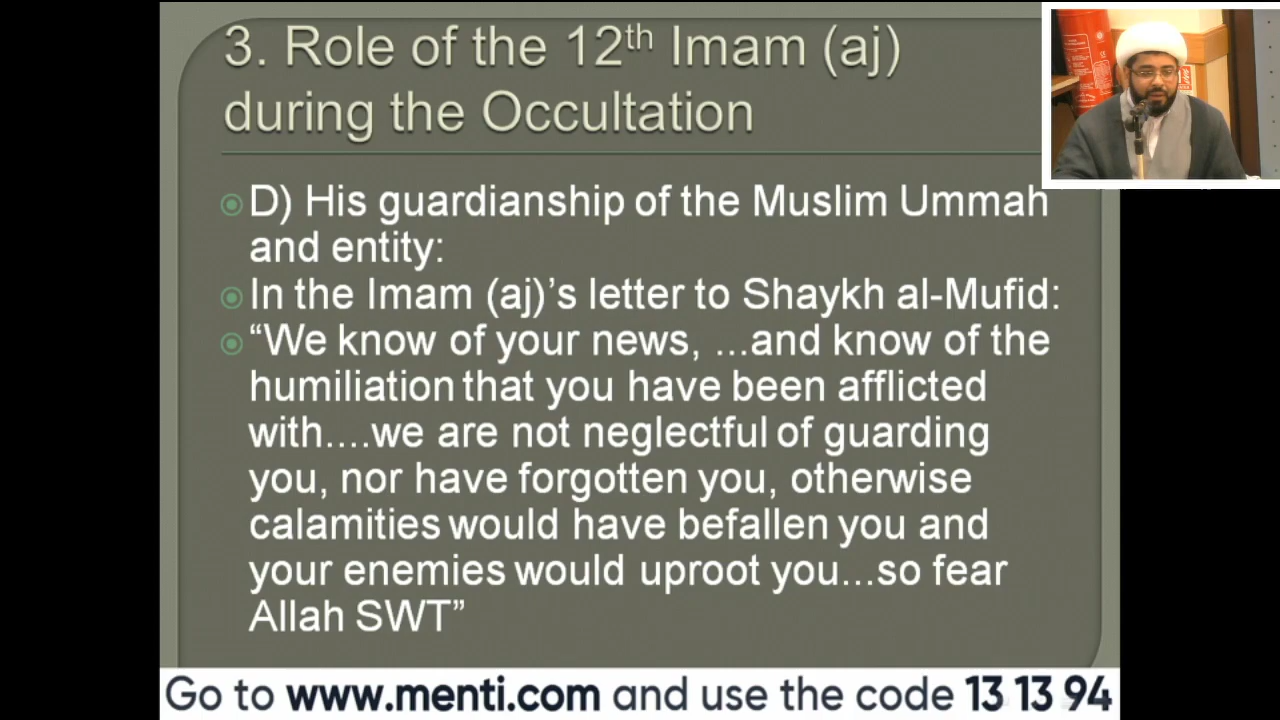 3. Role of the 12th Imam (aj)
during the Occultation
D) His guardianship of the Muslim Ummah
and entity:
In the Imam (aj)’s letter to Shaykh al-Mufid:
“We know of your news, ...and know of the
humiliation that you have been afflicted
with....we are not neglectful of guarding
you, nor have forgotten you, otherwise
calamities would have befallen you and
your enemies would uproot you...so fear
Allah SWT”
Go to www.menti.com and use the code 13 13 94